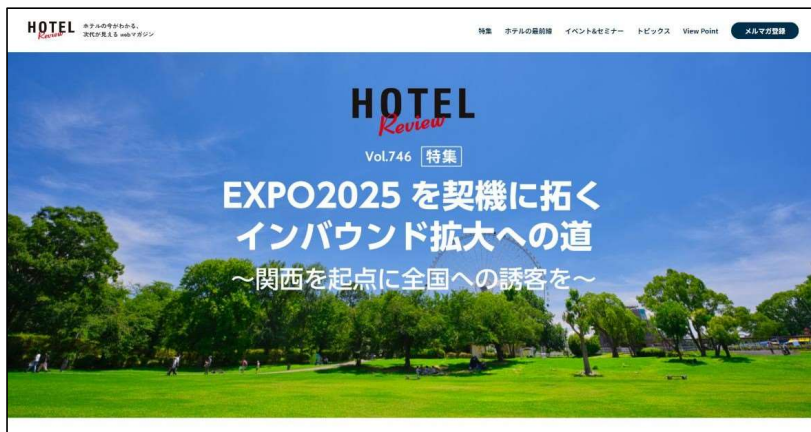 HOTEL
Review
ホテルの今がわかる、
次代が見える webマガジン
特集 ホテルの最前線 イベント&セミナー トピックス View Point メルマガ登録
HOTEL
Review
Vol.746 特集
EXPO2025 を契機に拓く
インバウンド拡大への道
~関西を起点に全国への誘客を~